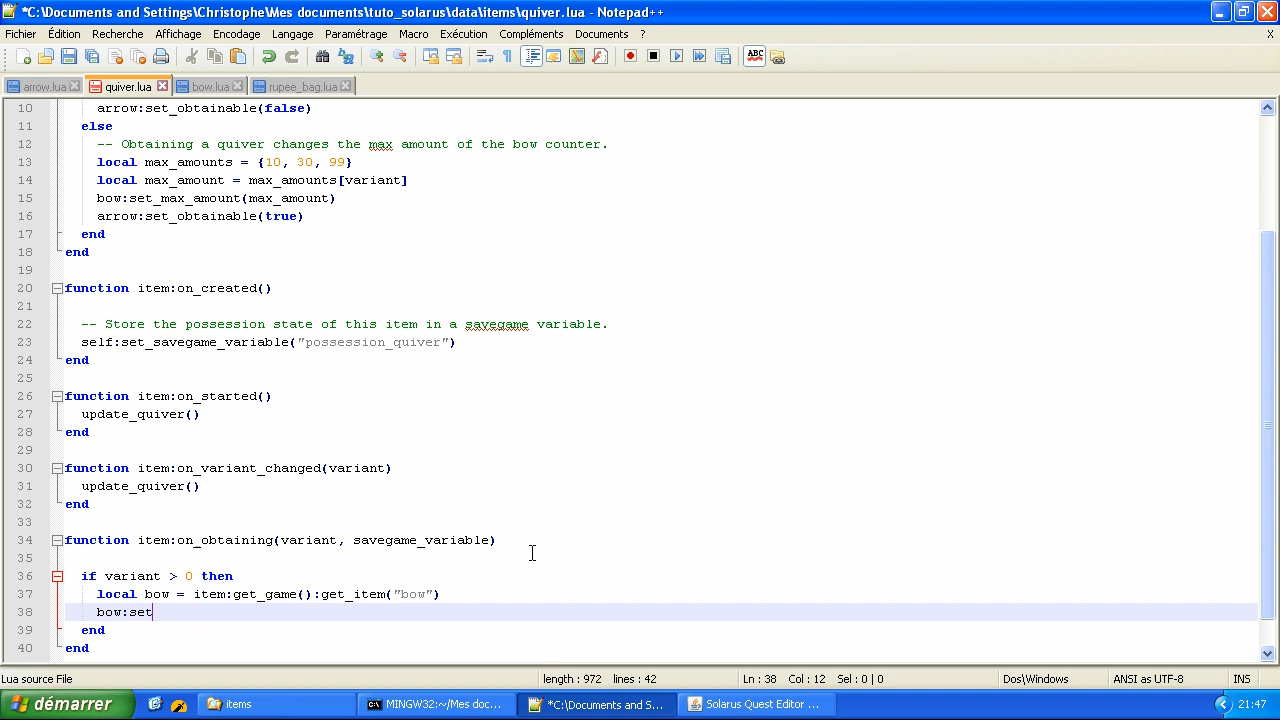 *C:\Documents and Settings\Christophe\Mes documents\tuto_solarus\data\items\quiver.lua - Notepad++
Fichier Édition Recherche Affichage Encodage Langage Paramétrage Macro Exécution Compléments Documents ? X
arrow.lua quiver.lua bow.lua rupee_bag.lua
10 arrow:set_obtainable(false)
11 else
12 -- Obtaining a quiver changes the max amount of the bow counter.
13 local max_amounts = {10, 30, 99}
14 local max_amount = max_amounts[variant]
15 bow:set_max_amount(max_amount)
16 arrow:set_obtainable(true)
17 end
18 end
19
20 function item:on_created()
21
22 -- Store the possession state of this item in a savegame variable.
23 self:set_savegame_variable("possession_quiver")
24 end
25
26 function item:on_started()
27 update_quiver()
28 end
29
30 function item:on_variant_changed(variant)
31 update_quiver()
32 end
33
34 function item:on_obtaining(variant, savegame_variable)
35
36 if variant > 0 then
37 local bow = item:get_game():get_item("bow")
38 bow:set
39 end
40 end
Lua source File length : 972 lines : 42 Ln : 38 Col : 12 Sel : 0 | 0 Dos\Windows ANSI as UTF-8 INS
démarrer items MINGW32:~/Mes doc... *C:\Documents and S... Solarus Quest Editor ... 21:47